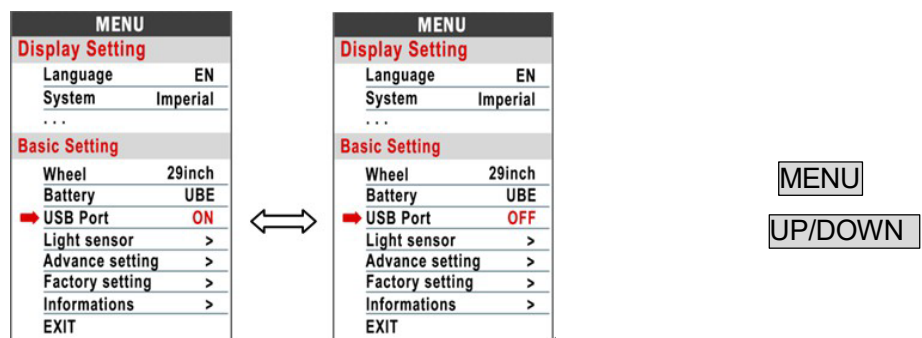 MENU
Display Setting
Language EN
System Imperial
. . .
Basic Setting
Wheel 29inch
Battery UBE
USB Port ON
Light sensor >
Advance setting >
Factory setting >
Informations >
EXIT
MENU
Display Setting
Language EN
System Imperial
. . .
Basic Setting
Wheel 29inch
Battery UBE
USB Port OFF
Light sensor >
Advance setting >
Factory setting >
Informations >
EXIT
MENU
UP/DOWN